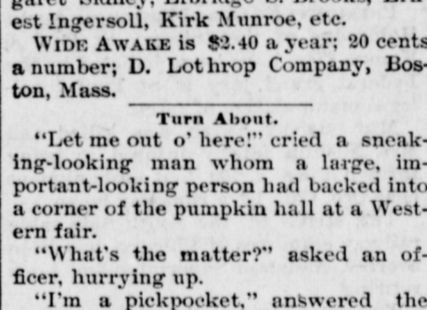 est Ingersoll, Kirk Munroe, etc.
WIDE AWAKE is $2.40 a year; 20 cents
a number; D. Lothrop Company, Bos-
ton, Mass.
Turn About.
"Let me out o' here!" cried a sneak-
ing-looking man whom a large, im-
portant-looking person had backed into
a corner of the pumpkin hall at a West-
ern fair.
"What's the matter?" asked an of-
ficer, hurrying up.
"I'm a pickpocket," answered the